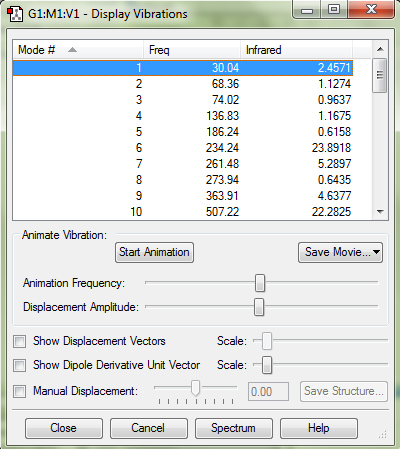 G1:M1:V1 - Display Vibrations
Mode # Freq Infrared
1 30.04 2.4571
2 68.36 1.1274
3 74.02 0.9637
4 136.83 1.1675
5 186.24 0.6158
6 234.24 23.8918
7 261.48 5.2897
8 273.94 0.6435
9 363.91 4.6377
10 507.22 22.2825
Animate Vibration:
Start Animation Save Movie...
Animation Frequency:
Displacement Amplitude:
Show Displacement Vectors Scale:
Show Dipole Derivative Unit Vector Scale:
Manual Displacement: 0.00 Save Structure...
Close Cancel Spectrum Help